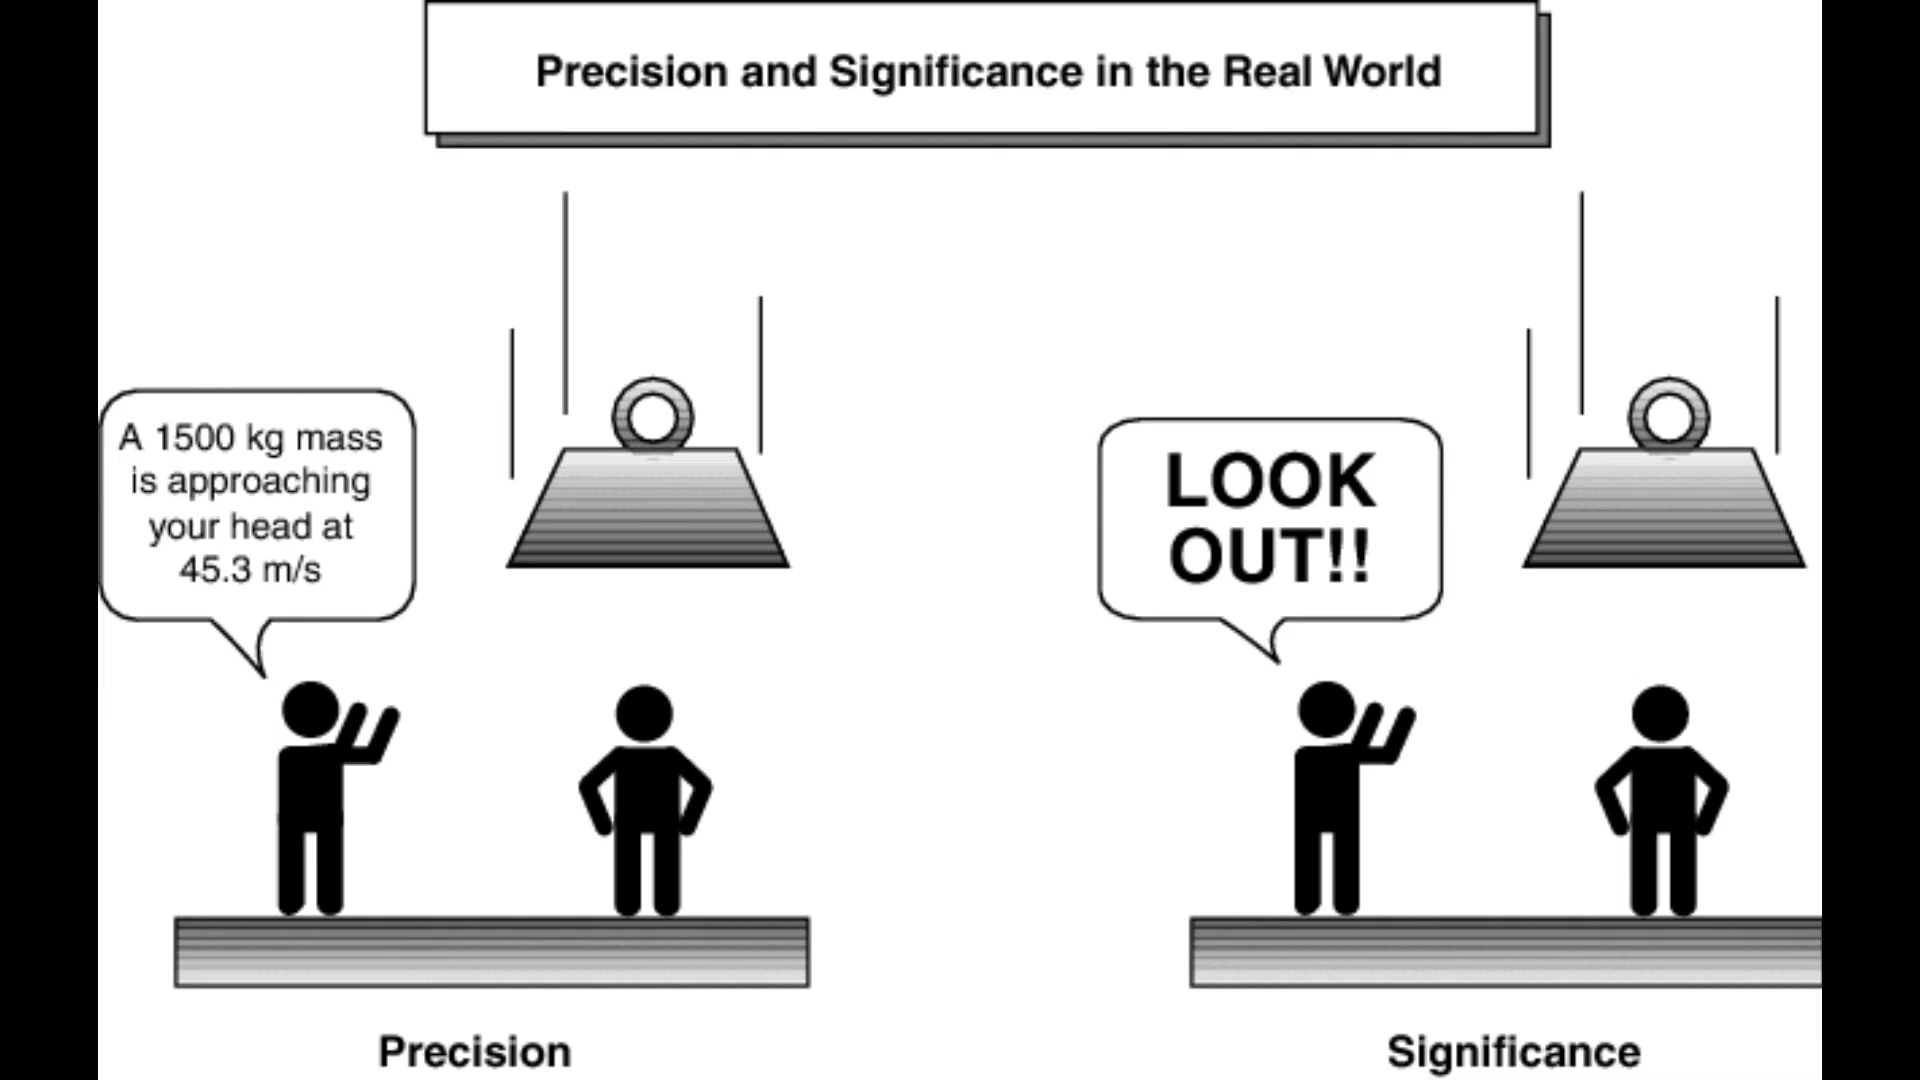 Precision and Significance in the Real World
A 1500 kg mass
is approaching
your head at
45.3 m/s
LOOK
OUT!!
Precision
Significance